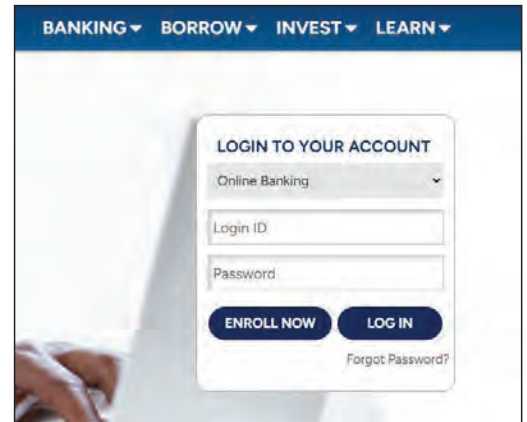 BANKING BORROW INVEST LEARN
LOGIN TO YOUR ACCOUNT
Online Banking
Login ID
Password
ENROLL NOW LOG IN
Forgot Password?